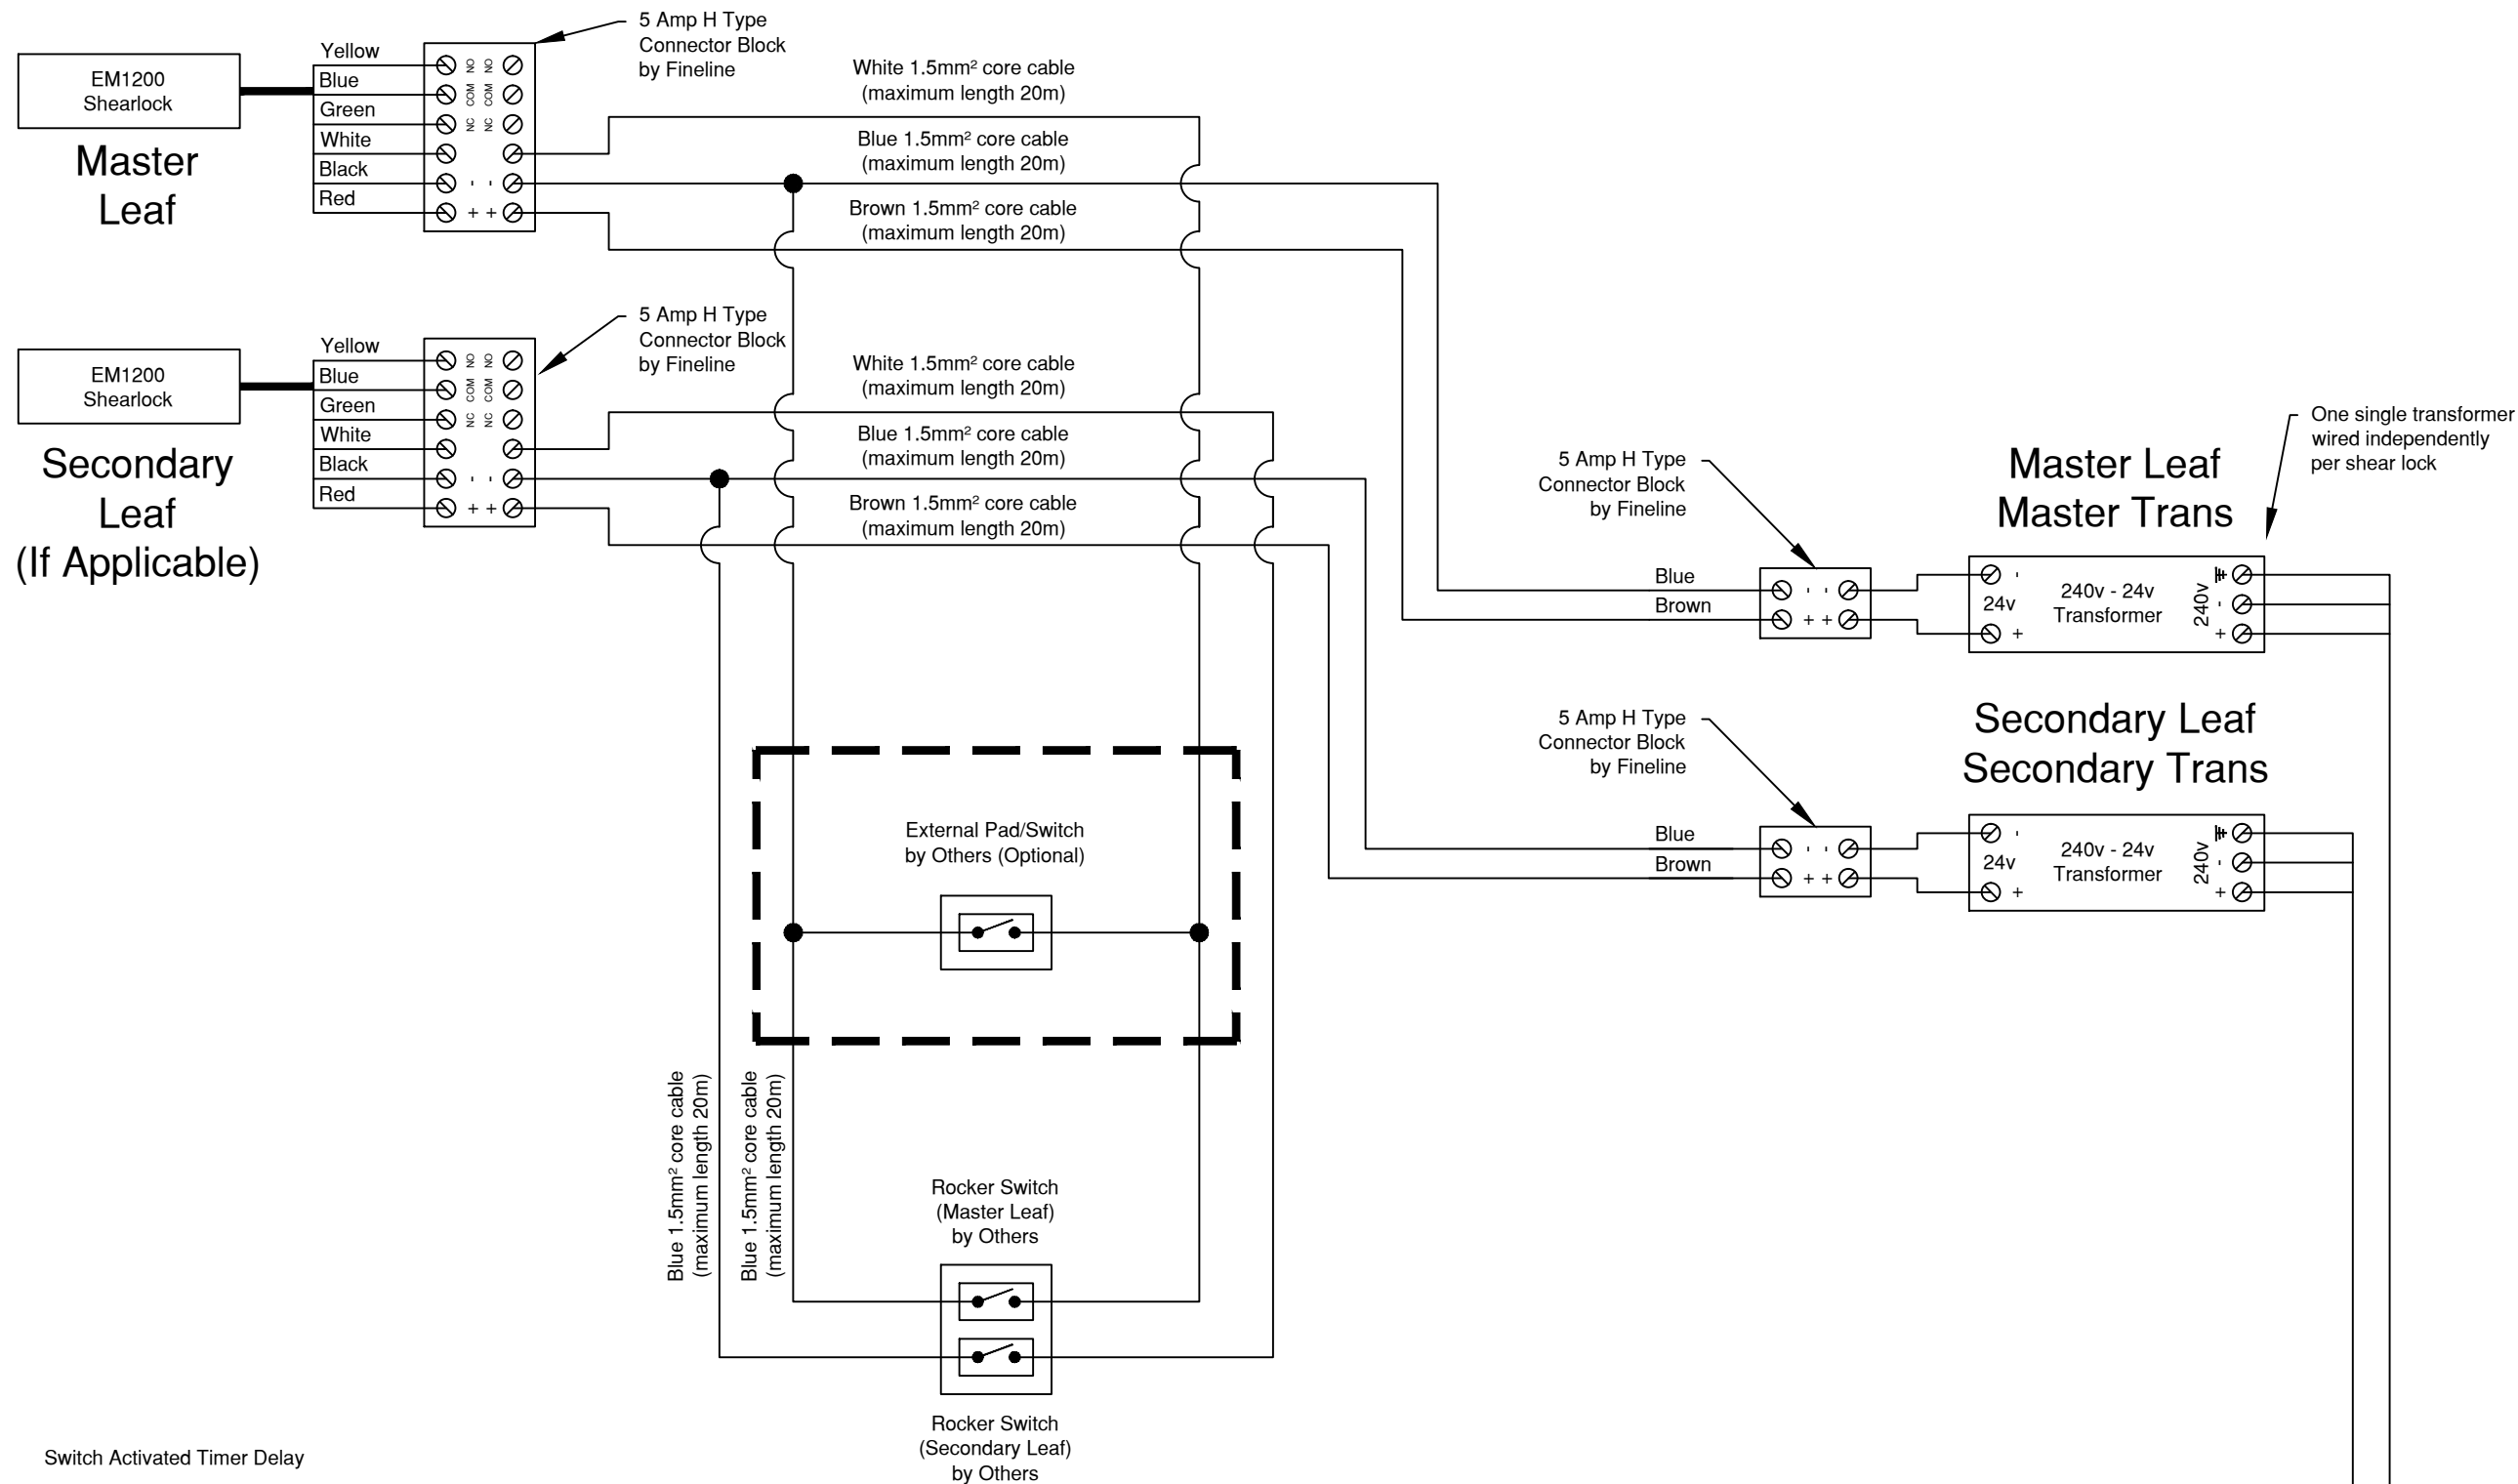 5 Amp H Type
Connector Block
by Fineline
EM1200
Shearlock
Master
Leaf
Yellow
Blue
Green
White
Black
Red
NO NO
COM COM
NC NC
- -
+ +
White 1.5mm² core cable
(maximum length 20m)
Blue 1.5mm² core cable
(maximum length 20m)
Brown 1.5mm² core cable
(maximum length 20m)
5 Amp H Type
Connector Block
by Fineline
EM1200
Shearlock
Secondary
Leaf
(If Applicable)
Yellow
Blue
Green
White
Black
Red
NO NO
COM COM
NC NC
- -
+ +
White 1.5mm² core cable
(maximum length 20m)
Blue 1.5mm² core cable
(maximum length 20m)
Brown 1.5mm² core cable
(maximum length 20m)
One single transformer
wired independently
per shear lock
5 Amp H Type
Connector Block
by Fineline
Master Leaf
Master Trans
Blue
Brown
- -
+ +
-
24v
+
240v - 24v
Transformer
240v
-
+
5 Amp H Type
Connector Block
by Fineline
Secondary Leaf
Secondary Trans
Blue
Brown
- -
+ +
-
24v
+
240v - 24v
Transformer
240v
-
+
External Pad/Switch
by Others (Optional)
Blue 1.5mm² core cable
(maximum length 20m)
Blue 1.5mm² core cable
(maximum length 20m)
Rocker Switch
(Master Leaf)
by Others
Rocker Switch
(Secondary Leaf)
by Others
Switch Activated Timer Delay